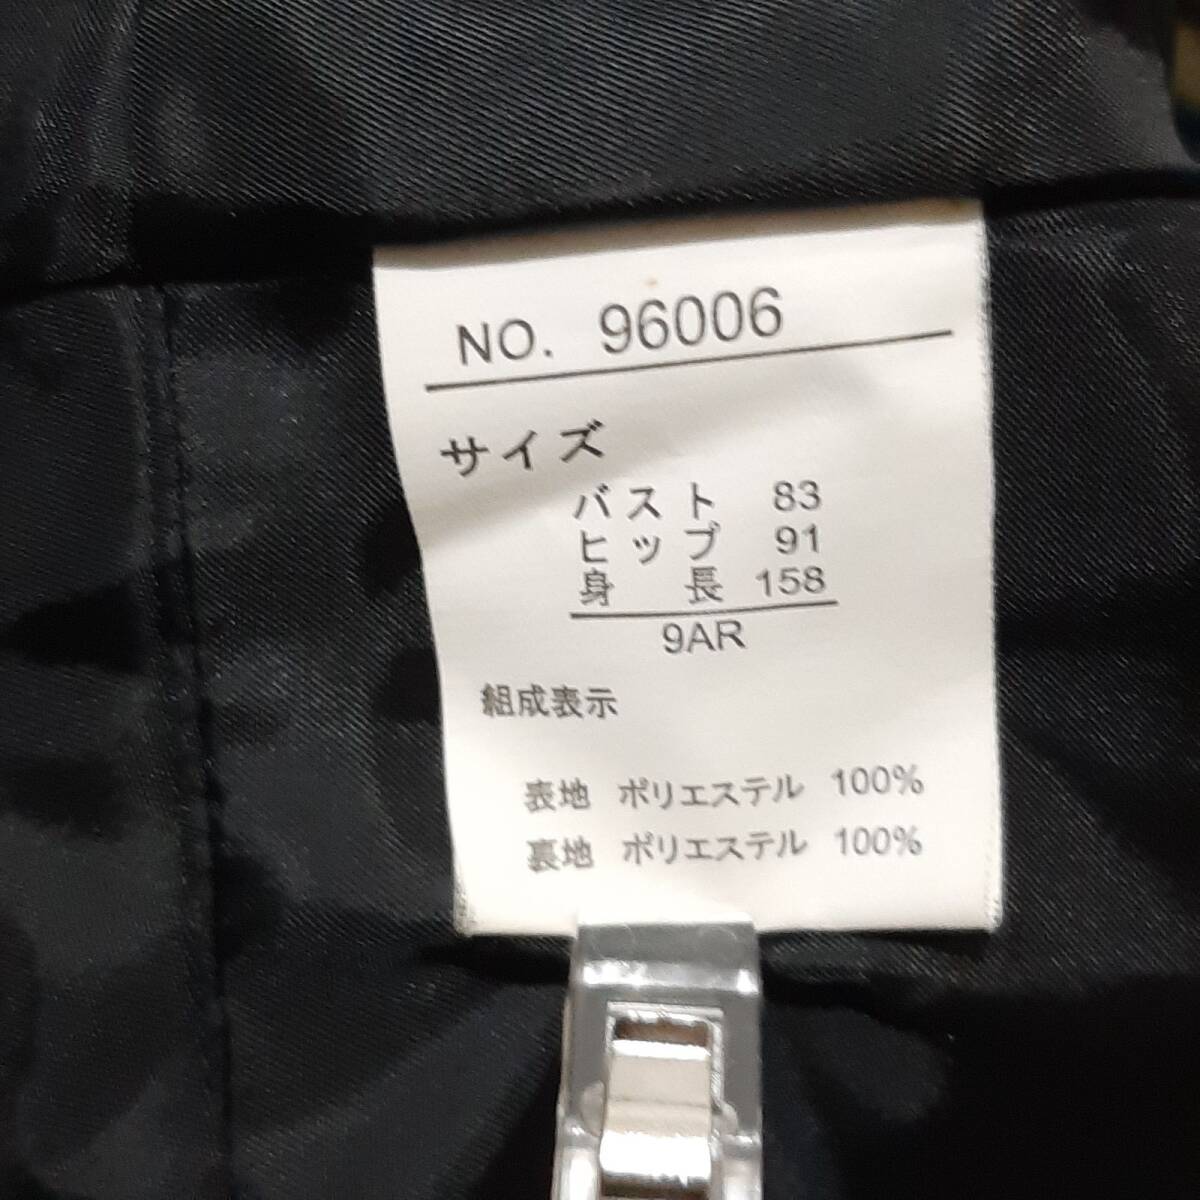 NO. 96006
サイズ
バスト 83
ヒップ 91
身 長 158
9AR
組成表示
表地 ポリエステル 100%
裏地 ポリエステル 100%